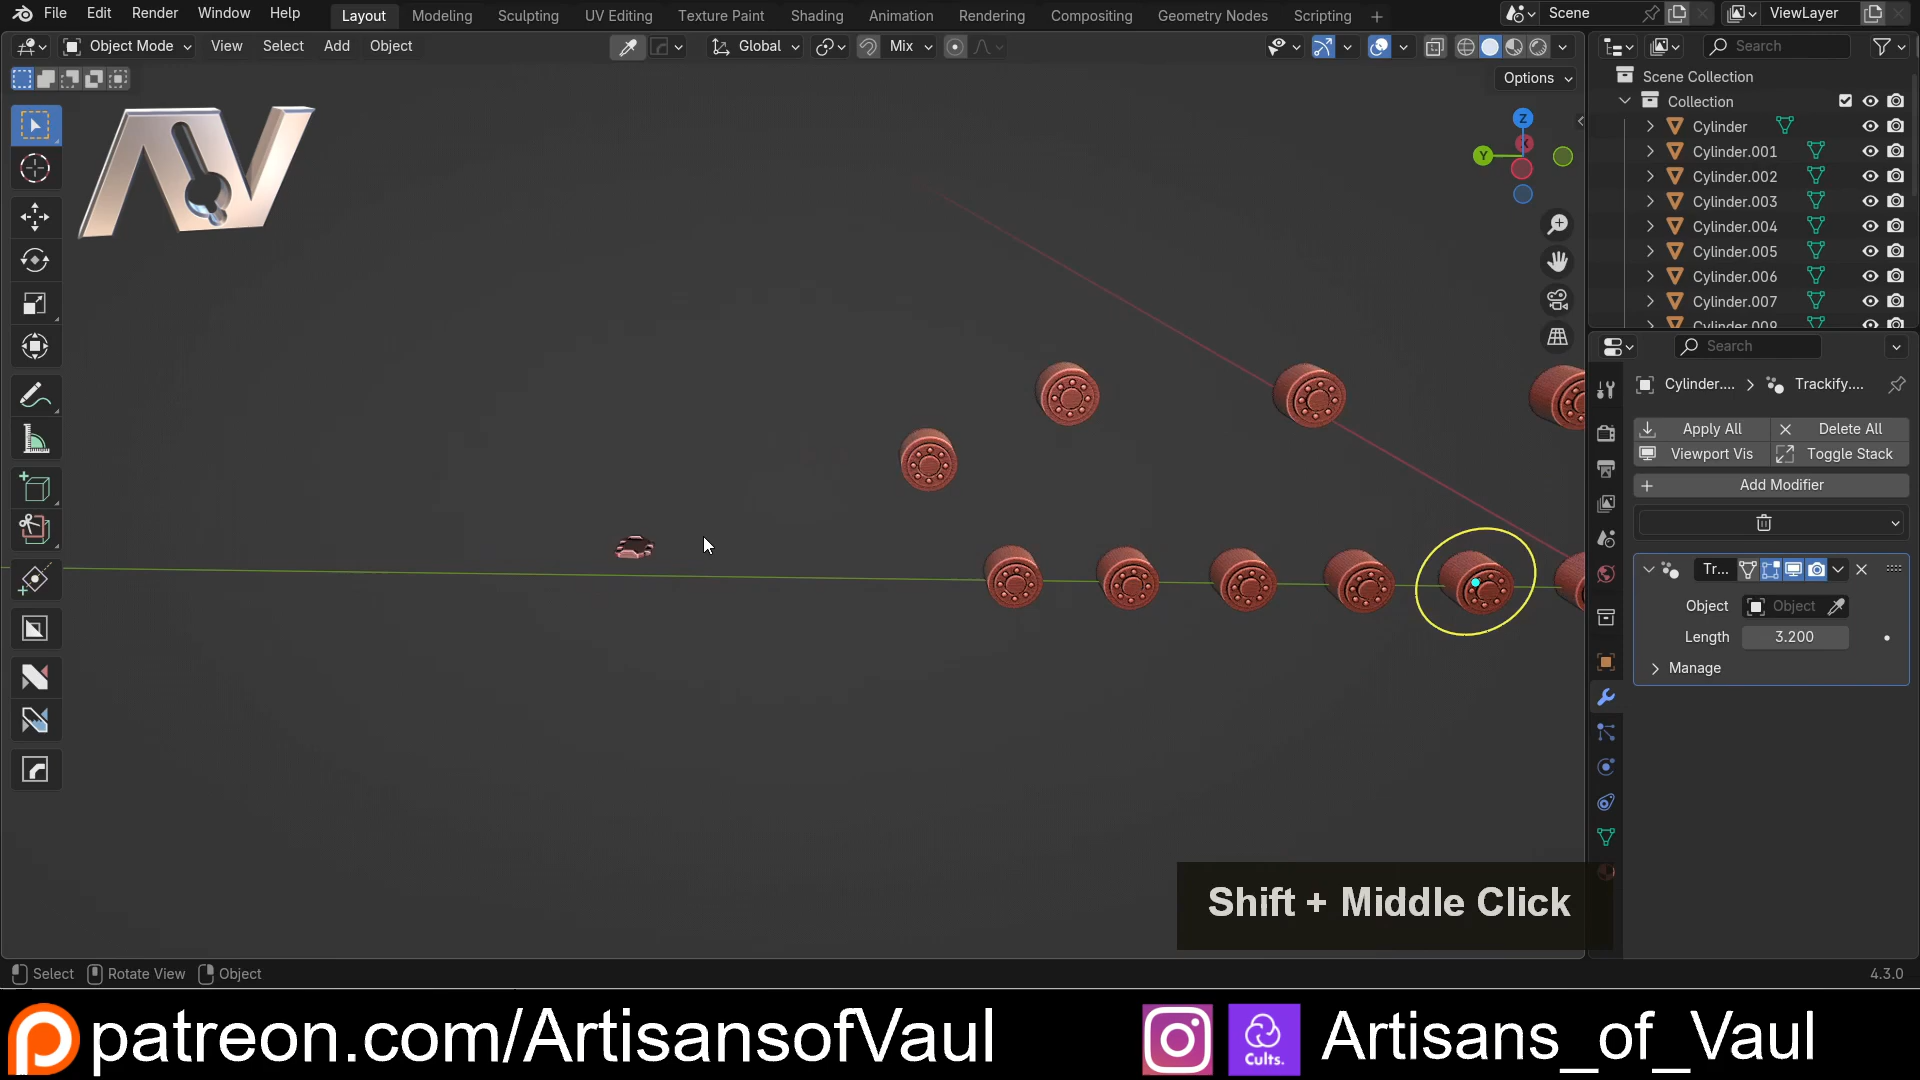 File Edit Render Window Help Layout Modeling Sculpting UV Editing Texture Paint Shading Animation Rendering Compositing Geometry Nodes Scripting + Scene ViewLayer
Object Mode View Select Add Object Global Mix Search
Options
Scene Collection
Collection
Cylinder
Cylinder.001
Cylinder.002
Cylinder.003
Cylinder.004
Cylinder.005
Cylinder.006
Cylinder.007
Cylinder.009
Z
X
Y
AV
Search
Cylinder.... > Trackify....
Apply All Delete All
Viewport Vis Toggle Stack
Add Modifier
Tr...
Object Object
Length 3.200
Manage
Shift + Middle Click
Select Rotate View Object 4.3.0
patreon.com/ArtisansofVaul Cults. Artisans_of_Vaul